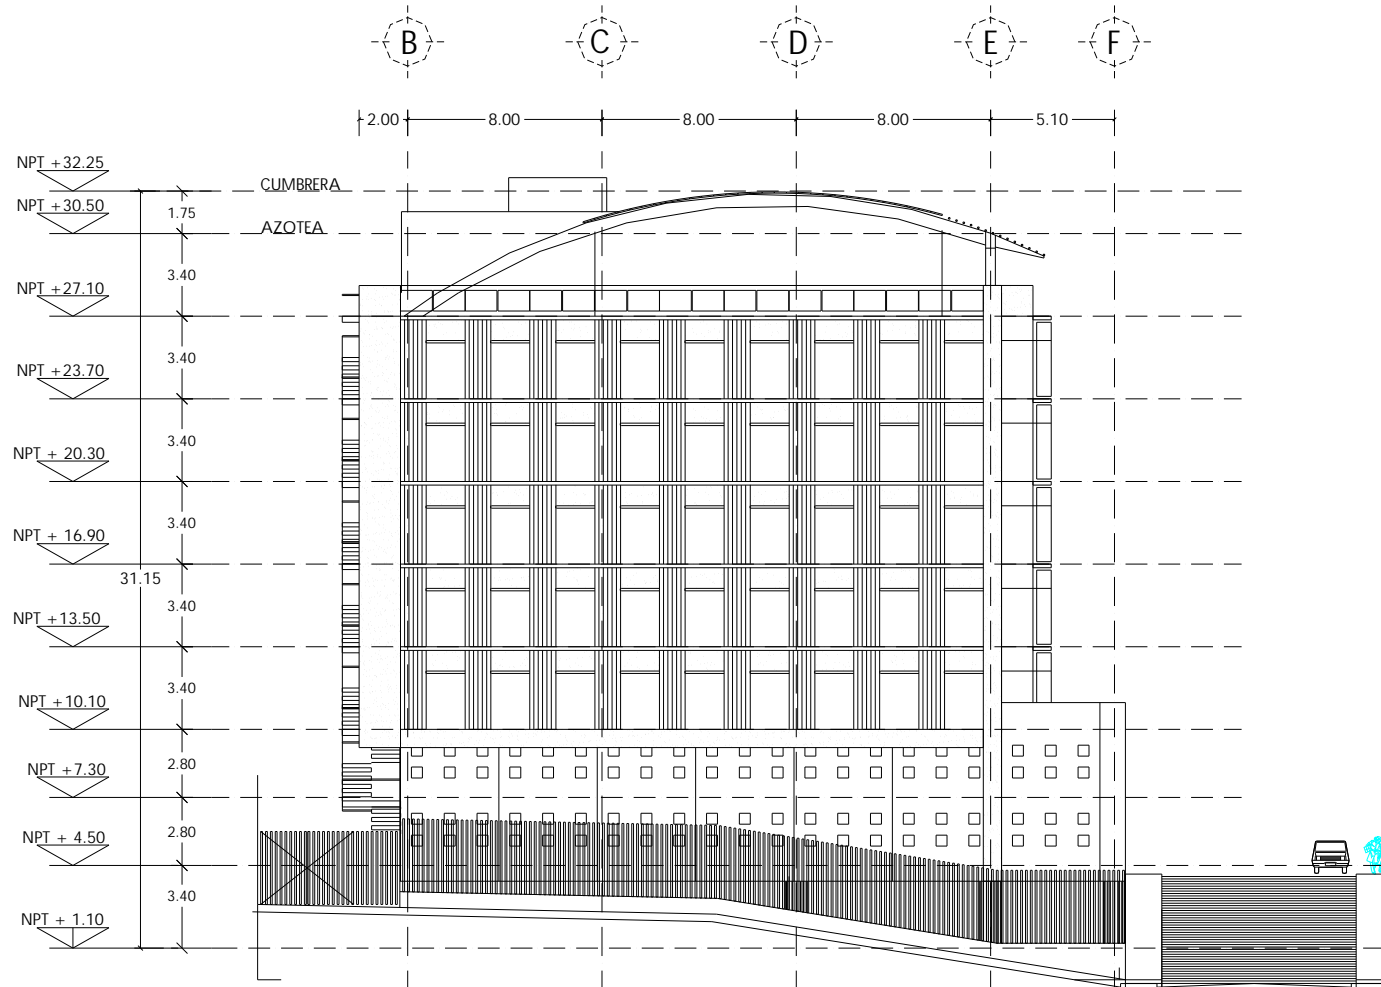 B C D E F
2.00 8.00 8.00 8.00 5.10
NPT +32.25
CUMBRERA
NPT +30.50
1.75
AZOTEA
3.40
NPT +27.10
3.40
NPT +23.70
3.40
NPT + 20.30
3.40
NPT + 16.90
31.15
3.40
NPT +13.50
3.40
NPT +10.10
2.80
NPT +7.30
2.80
NPT + 4.50
3.40
NPT + 1.10